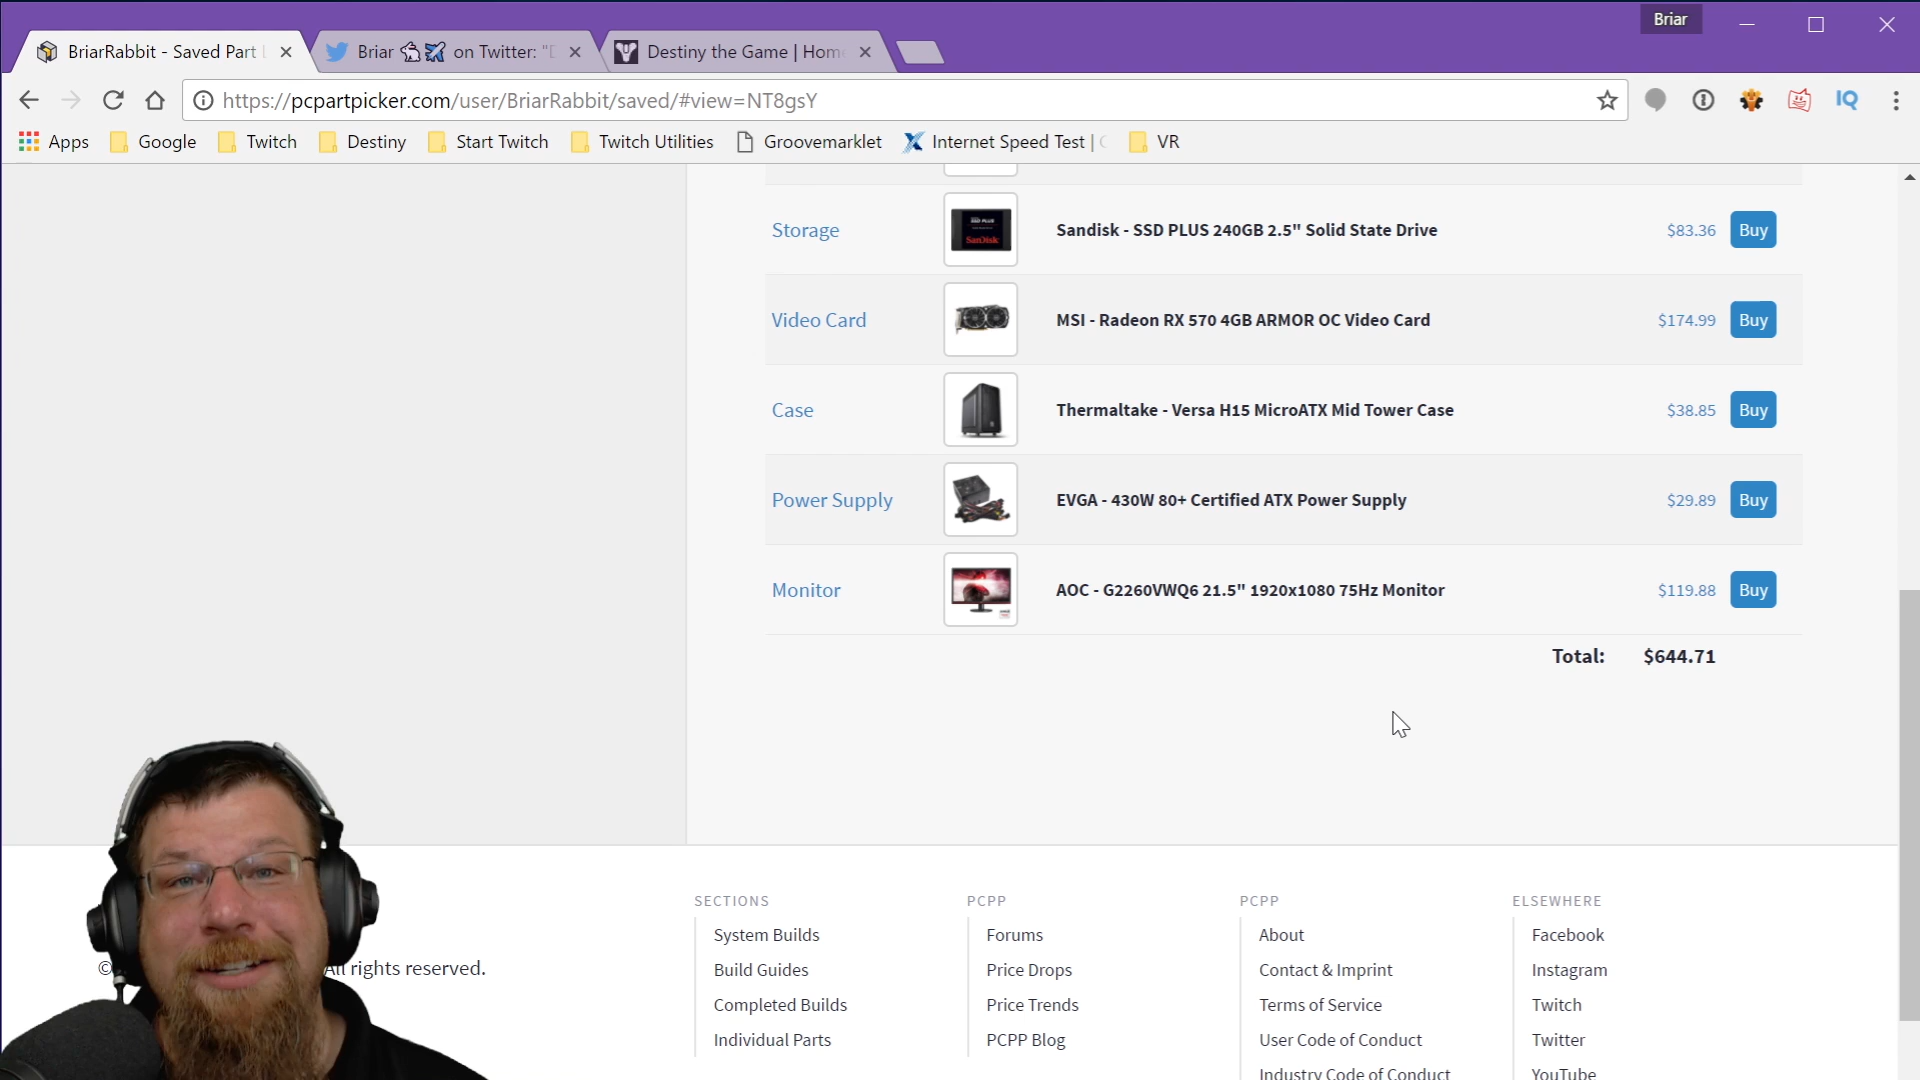 Briar
BriarRabbit - Saved Part L
Briar on Twitter: "D
Destiny the Game | Home
https://pcpartpicker.com/user/BriarRabbit/saved/#view=NT8gsY
IQ
Apps
Google
Twitch
Destiny
Start Twitch
Twitch Utilities
Groovemarklet
Internet Speed Test | C
VR
Storage
SSD PLUS
SanDisk
Sandisk - SSD PLUS 240GB 2.5" Solid State Drive
$83.36
Buy
Video Card
MSI - Radeon RX 570 4GB ARMOR OC Video Card
$174.99
Buy
Case
Thermaltake - Versa H15 MicroATX Mid Tower Case
$38.85
Buy
Power Supply
EVGA - 430W 80+ Certified ATX Power Supply
$29.89
Buy
Monitor
AOC - G2260VWQ6 21.5" 1920x1080 75Hz Monitor
$119.88
Buy
Total: $644.71
©
All rights reserved.
SECTIONS
System Builds
Build Guides
Completed Builds
Individual Parts
PCPP
Forums
Price Drops
Price Trends
PCPP Blog
PCPP
About
Contact & Imprint
Terms of Service
User Code of Conduct
Industry Code of Conduct
ELSEWHERE
Facebook
Instagram
Twitch
Twitter
YouTube